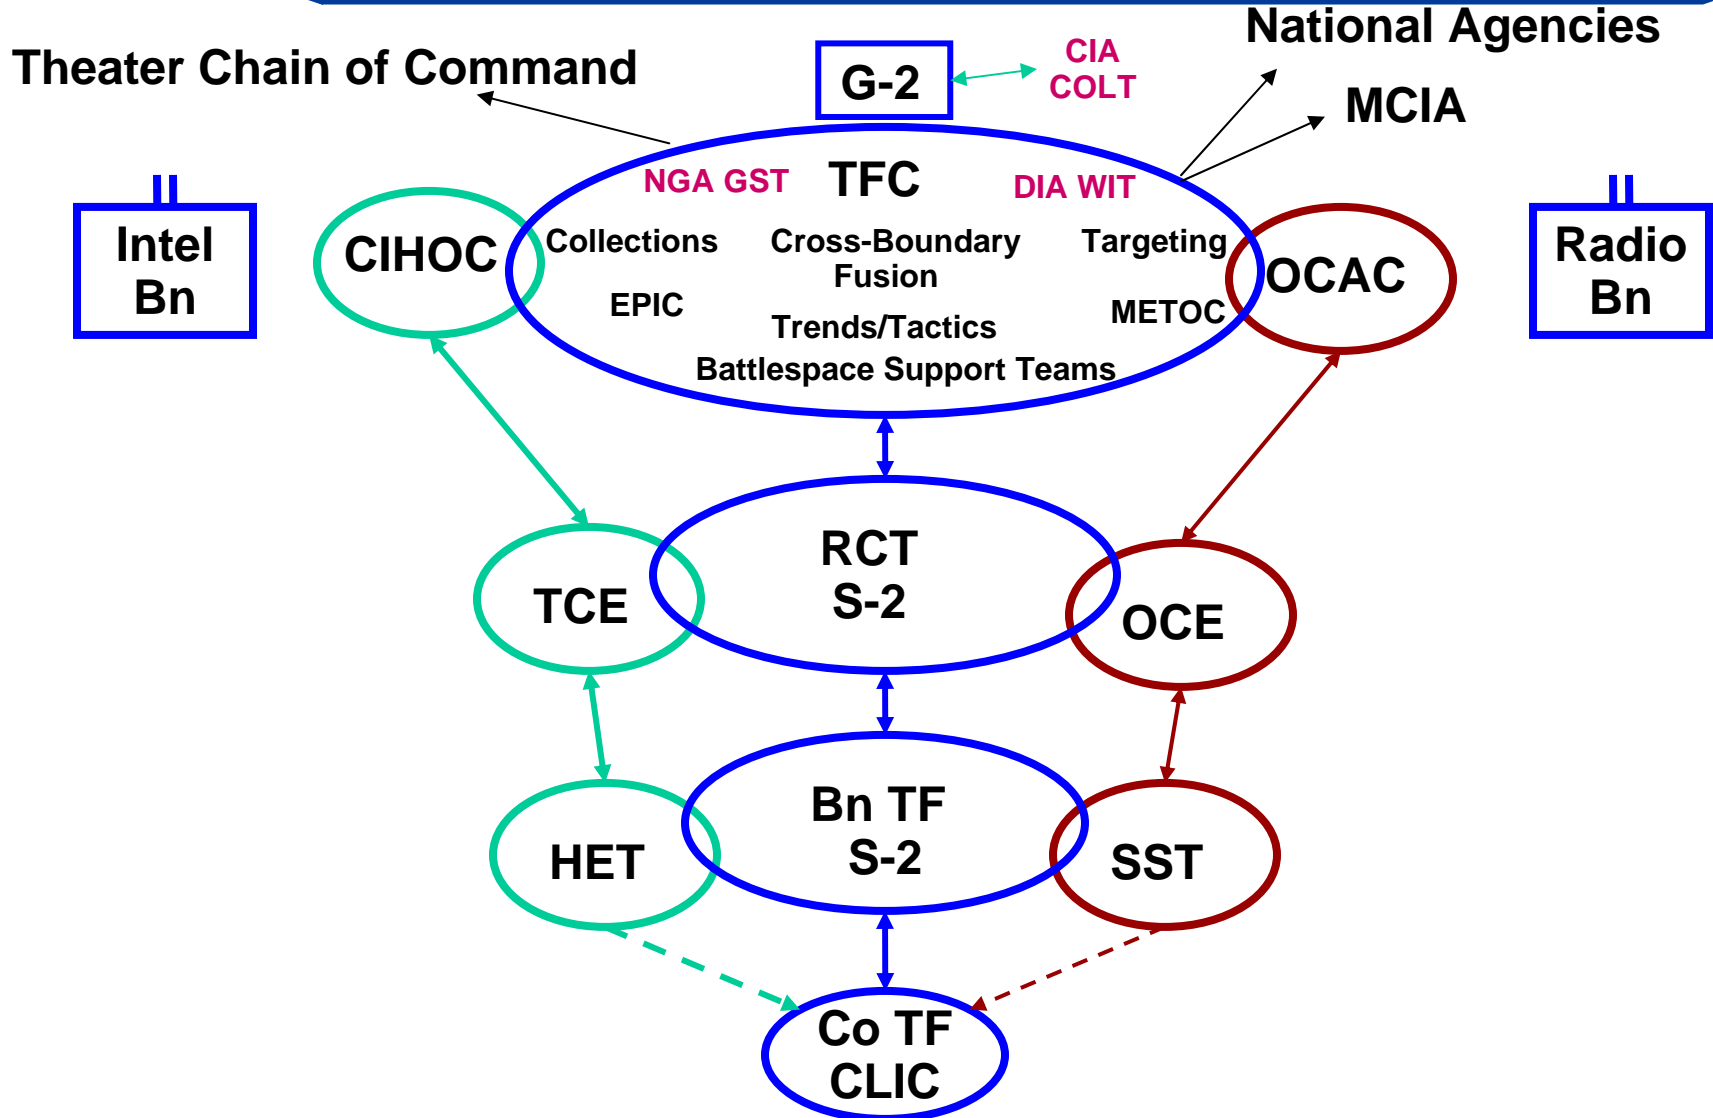 National Agencies
Theater Chain of Command
G-2
CIA
COLT
MCIA
NGA GST
TFC
DIA WIT
Intel
Bn
CIHOC
Collections
Cross-Boundary
Fusion
Targeting
EPIC
METOC
Trends/Tactics
Battlespace Support Teams
OCAC
Radio
Bn
RCT
S-2
TCE
OCE
Bn TF
S-2
HET
SST
Co TF
CLIC